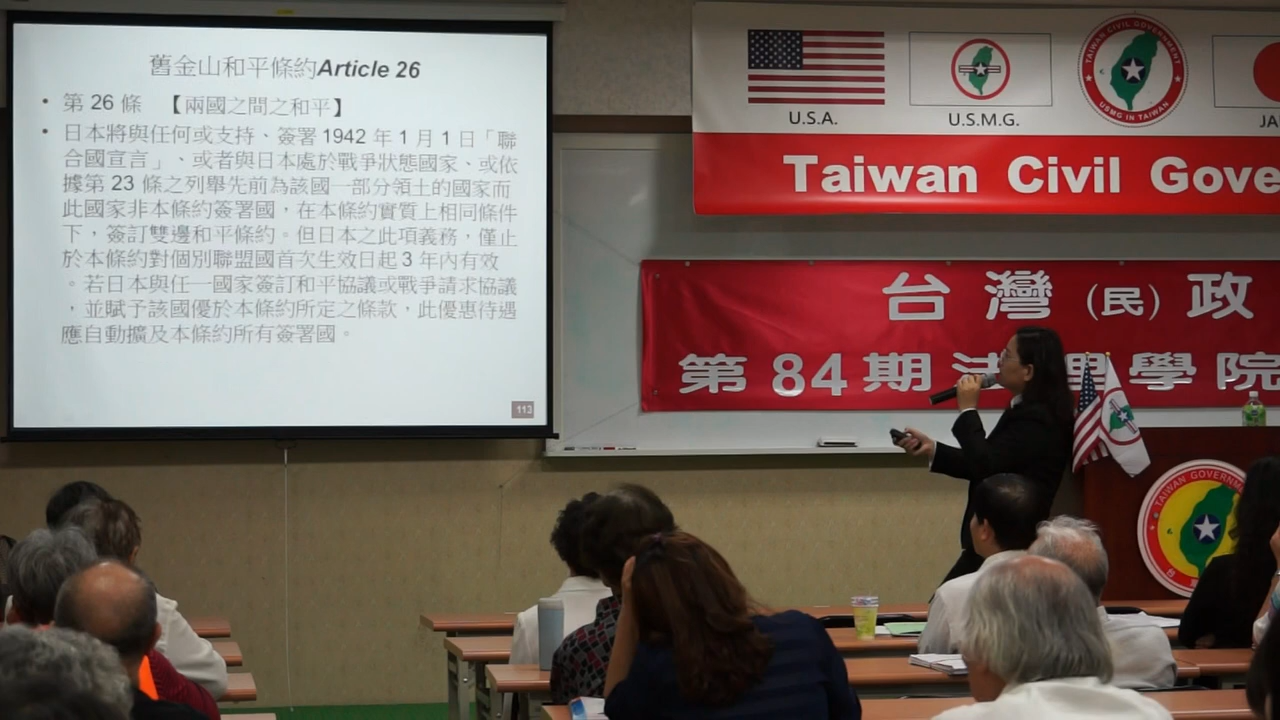 舊金山和平條約Article 26
• 第 26 條 【兩國之間之和平】
• 日本將與任何或支持、簽署 1942 年 1 月 1 日「聯
合國宣言」、或者與日本處於戰爭狀態國家、或依
據第 23 條之列舉先前為該國一部分領土的國家而
此國家非本條約簽署國，在本條約實質上相同條件
下，簽訂雙邊和平條約。但日本之此項義務，僅止
於本條約對個別聯盟國首次生效日起 3 年內有效
。若日本與任一國家簽訂和平協議或戰爭請求協議
，並賦予該國優於本條約所定之條款，此優惠待遇
應自動擴及本條約所有簽署國。
113
U.S.A.
U.S.M.G.
TAIWAN CIVIL GOVERNMENT
USMG IN TAIWAN
JA
Taiwan Civil Gove
台灣（民）政
第84期法理學院
TAIWAN GOVERNM